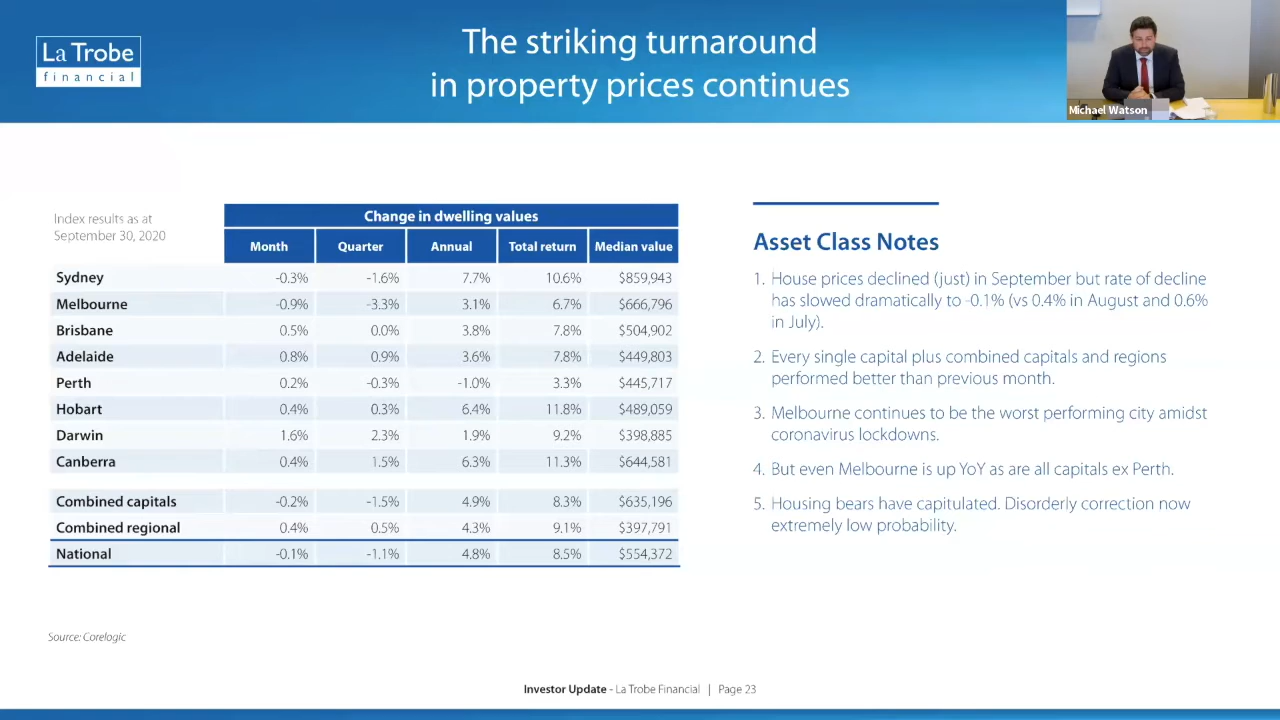 La Trobe
financial
The striking turnaround
in property prices continues
Michael Watson
Index results as at
September 30, 2020
Change in dwelling values
Month Quarter Annual Total return Median value
Sydney -0.3% -1.6% 7.7% 10.6% $859,943
Melbourne -0.9% -3.3% 3.1% 6.7% $666,796
Brisbane 0.5% 0.0% 3.8% 7.8% $504,902
Adelaide 0.8% 0.9% 3.6% 7.8% $449,803
Perth 0.2% -0.3% -1.0% 3.3% $445,717
Hobart 0.4% 0.3% 6.4% 11.8% $489,059
Darwin 1.6% 2.3% 1.9% 9.2% $398,885
Canberra 0.4% 1.5% 6.3% 11.3% $644,581
Combined capitals -0.2% -1.5% 4.9% 8.3% $635,196
Combined regional 0.4% 0.5% 4.3% 9.1% $397,791
National -0.1% -1.1% 4.8% 8.5% $554,372
Source: Corelogic
Asset Class Notes
1. House prices declined (just) in September but rate of decline
has slowed dramatically to -0.1% (vs 0.4% in August and 0.6%
in July).
2. Every single capital plus combined capitals and regions
performed better than previous month.
3. Melbourne continues to be the worst performing city amidst
coronavirus lockdowns.
4. But even Melbourne is up YoY as are all capitals ex Perth.
5. Housing bears have capitulated. Disorderly correction now
extremely low probability.
Investor Update - La Trobe Financial | Page 23